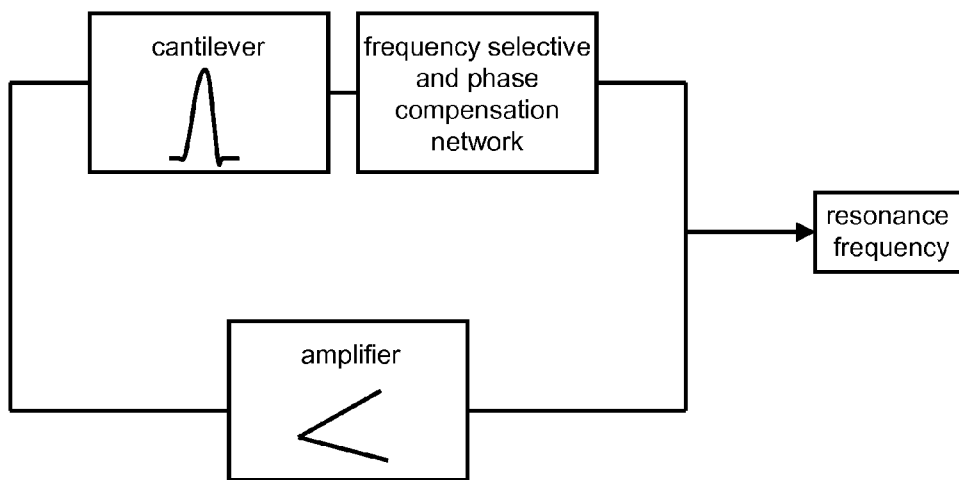 cantilever
frequency selective
and phase
compensation
network
resonance
frequency
amplifier